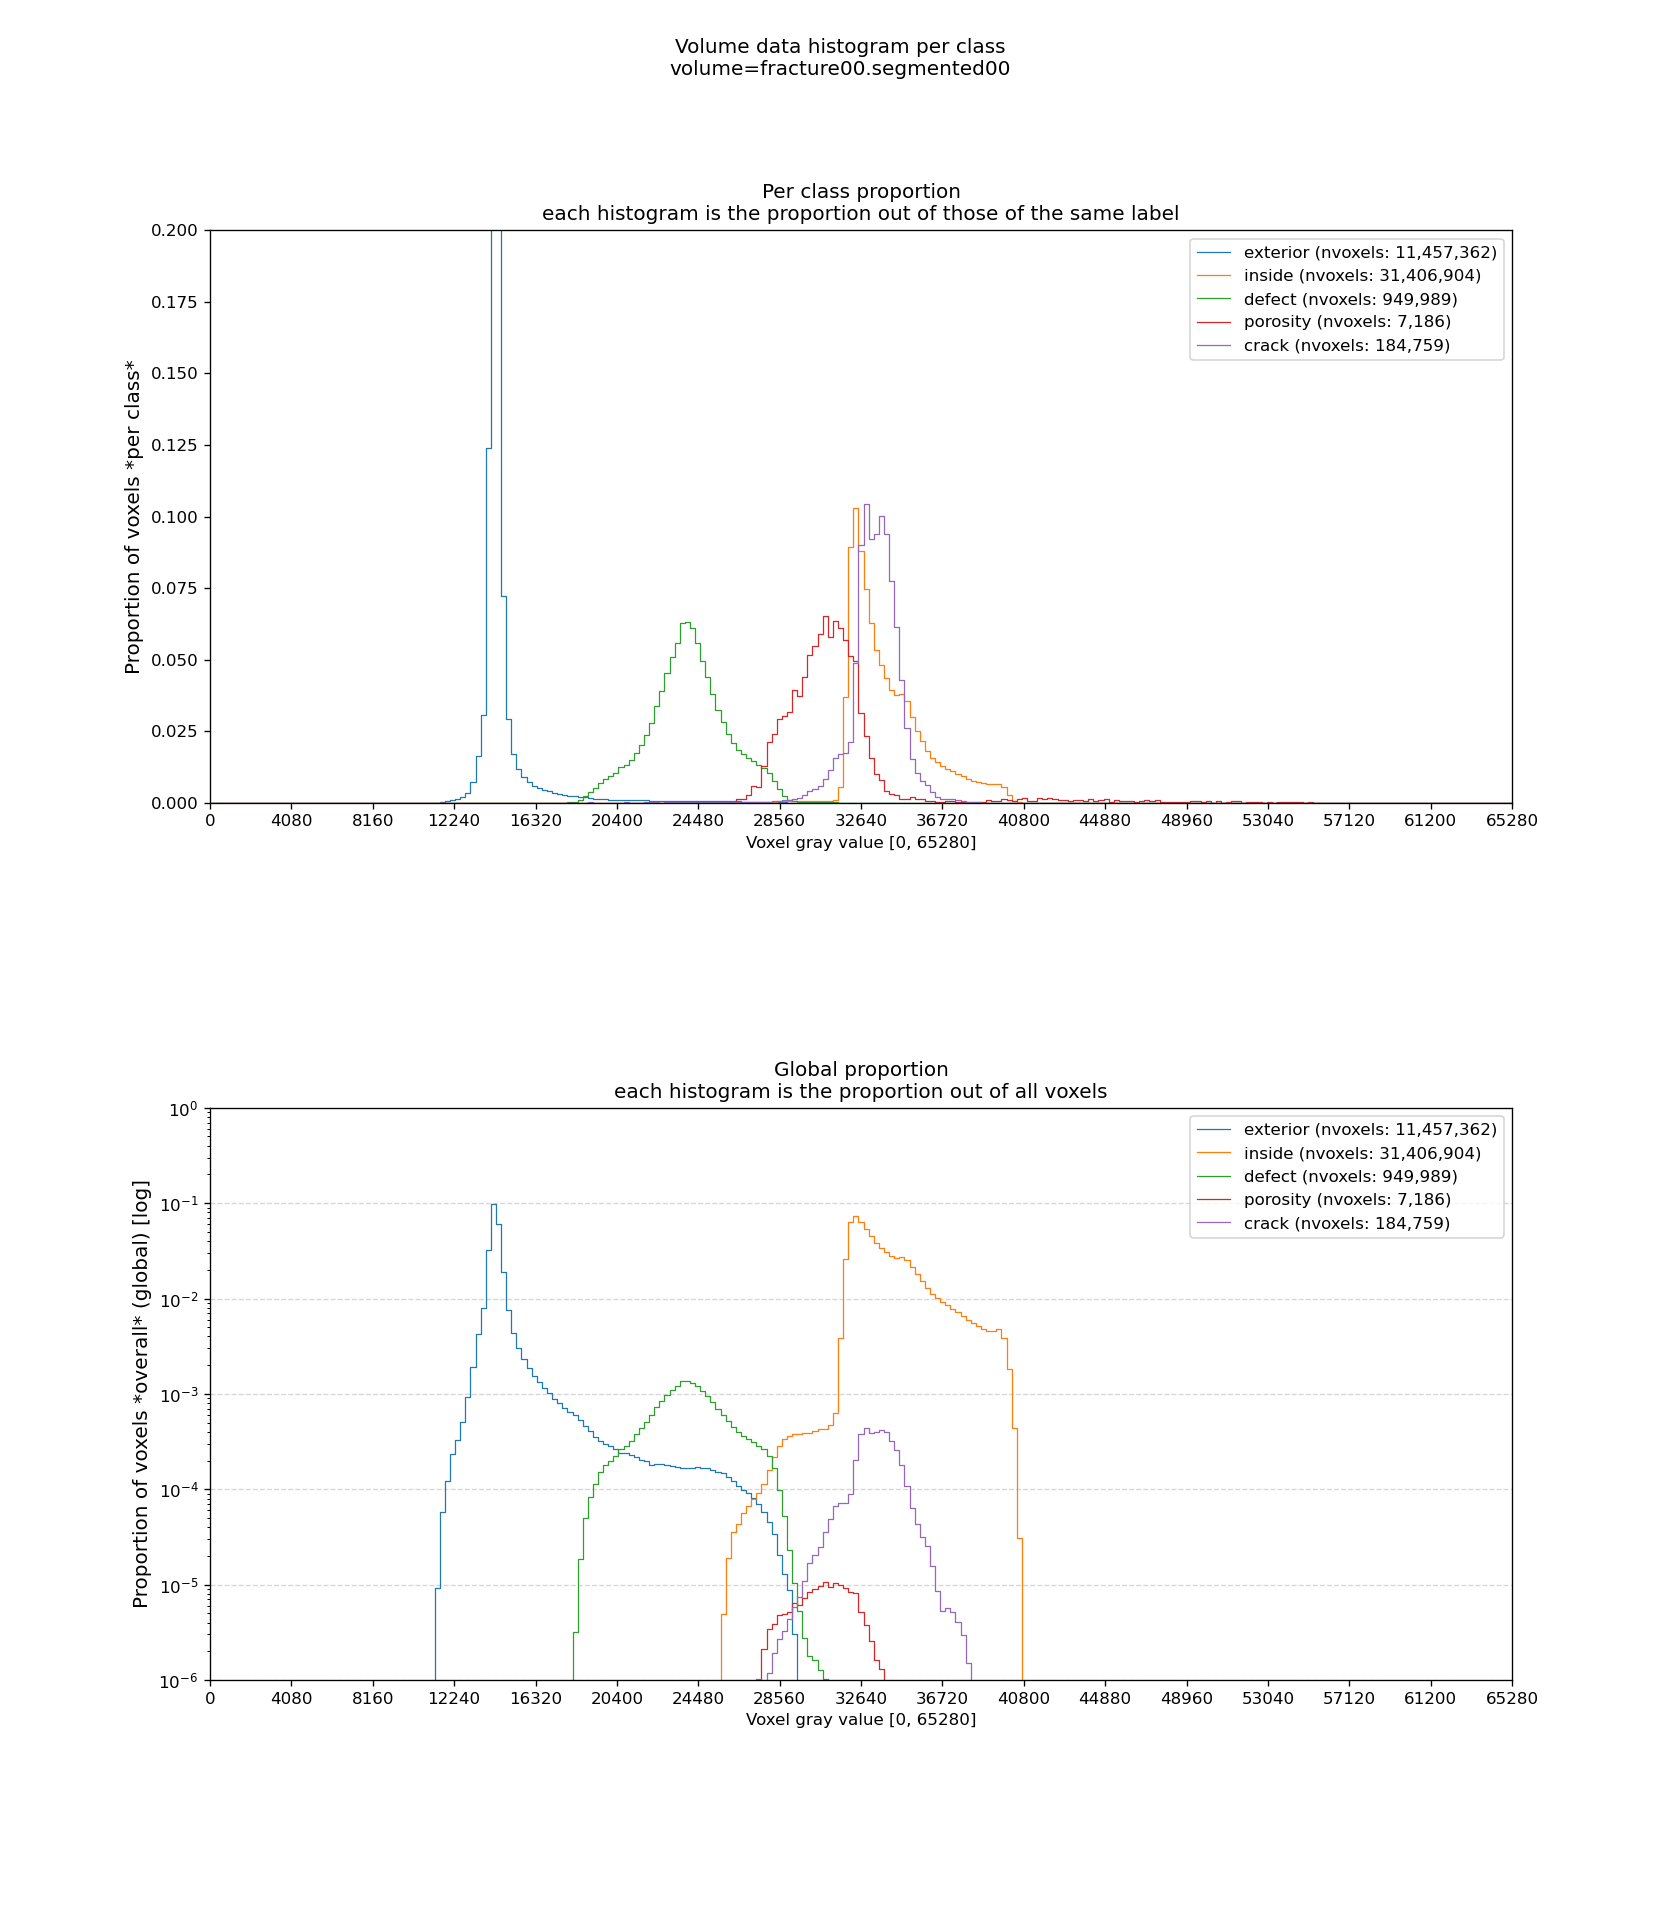 Volume data histogram per class
volume=fracture00.segmented00
Per class proportion
each histogram is the proportion out of those of the same label
Proportion of voxels *per class*
0.200
0.175
0.150
0.125
0.100
0.075
0.050
0.025
0.000
exterior (nvoxels: 11,457,362)
inside (nvoxels: 31,406,904)
defect (nvoxels: 949,989)
porosity (nvoxels: 7,186)
crack (nvoxels: 184,759)
0 4080 8160 12240 16320 20400 24480 28560 32640 36720 40800 44880 48960 53040 57120 61200 65280
Voxel gray value [0, 65280]
Global proportion
each histogram is the proportion out of all voxels
Proportion of voxels *overall* (global) [log]
10⁰
10⁻¹
10⁻²
10⁻³
10⁻⁴
10⁻⁵
10⁻⁶
exterior (nvoxels: 11,457,362)
inside (nvoxels: 31,406,904)
defect (nvoxels: 949,989)
porosity (nvoxels: 7,186)
crack (nvoxels: 184,759)
0 4080 8160 12240 16320 20400 24480 28560 32640 36720 40800 44880 48960 53040 57120 61200 65280
Voxel gray value [0, 65280]